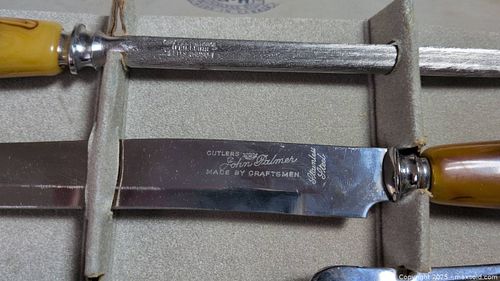 CUTLERS
John Palmer
MADE BY CRAFTSMEN
Stainless
Steel
Copyright 2025 - maxsold.com